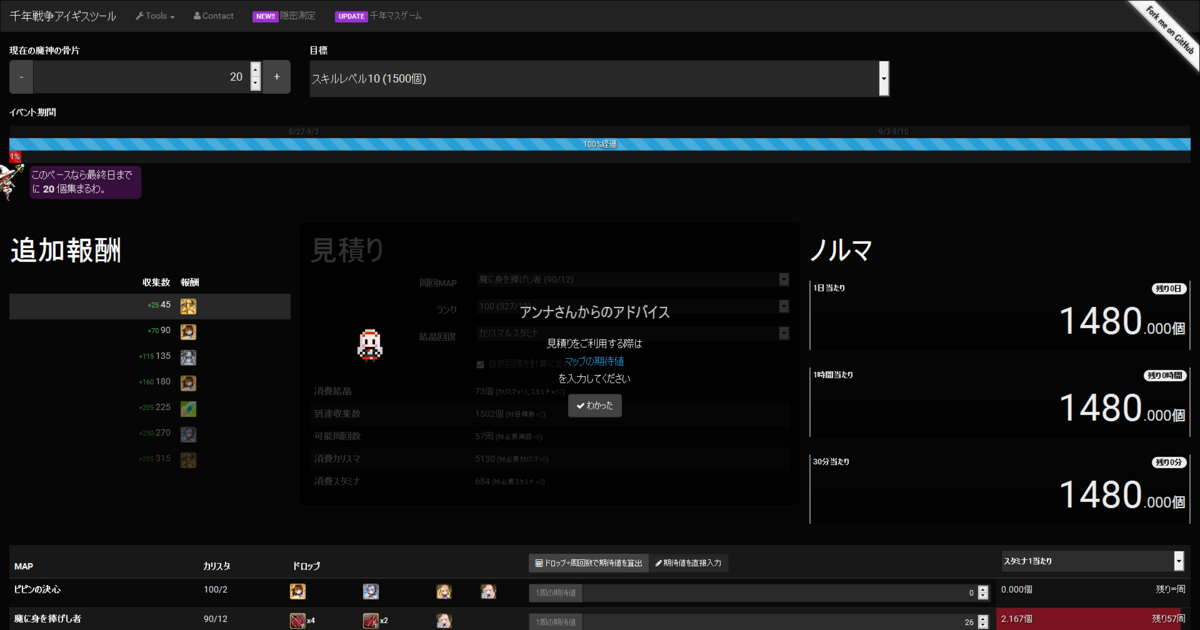 千年戦争アイギスツール Tools Contact NEW!! 隠密測定 UPDATE 千年マスゲーム
Fork me on GitHub
現在の魔神の骨片 目標
- 20 + スキルレベル10 (1500個)
イベント期間
8/27-9/3 9/3-9/10
100%経過
1%
このペースなら最終日まで
に 20 個集まるわ。
追加報酬
収集数 報酬
+25 45
+70 90
+115 135
+160 180
+205 225
+250 270
+295 315
見積り
周回MAP 魔に身を捧げし者 (90/12)
ランク 100 (327/
結晶回復 カリスマ&スタミナ
アンナさんからのアドバイス
見積りをご利用する際は
マップの期待値
を入力してください
わかった
自然回復を計算に
消費結晶 73個
到達収集数 1502個
可能周回数 57周
消費カリスマ 5130
消費スタミナ 684
ノルマ
1日当たり 残り0日
1480.000個
1時間当たり 残り0時間
1480.000個
30分当たり 残り0分
1480.000個
MAP カリスタ ドロップ ドロップ÷周回数で期待値を算出 期待値を直接入力 スタミナ1当たり
ピピンの決心 100/2 1周の期待値 0 0.000個 残り∞周
魔に身を捧げし者 90/12 x4 x2 1周の期待値 26 2.167個 残り57周